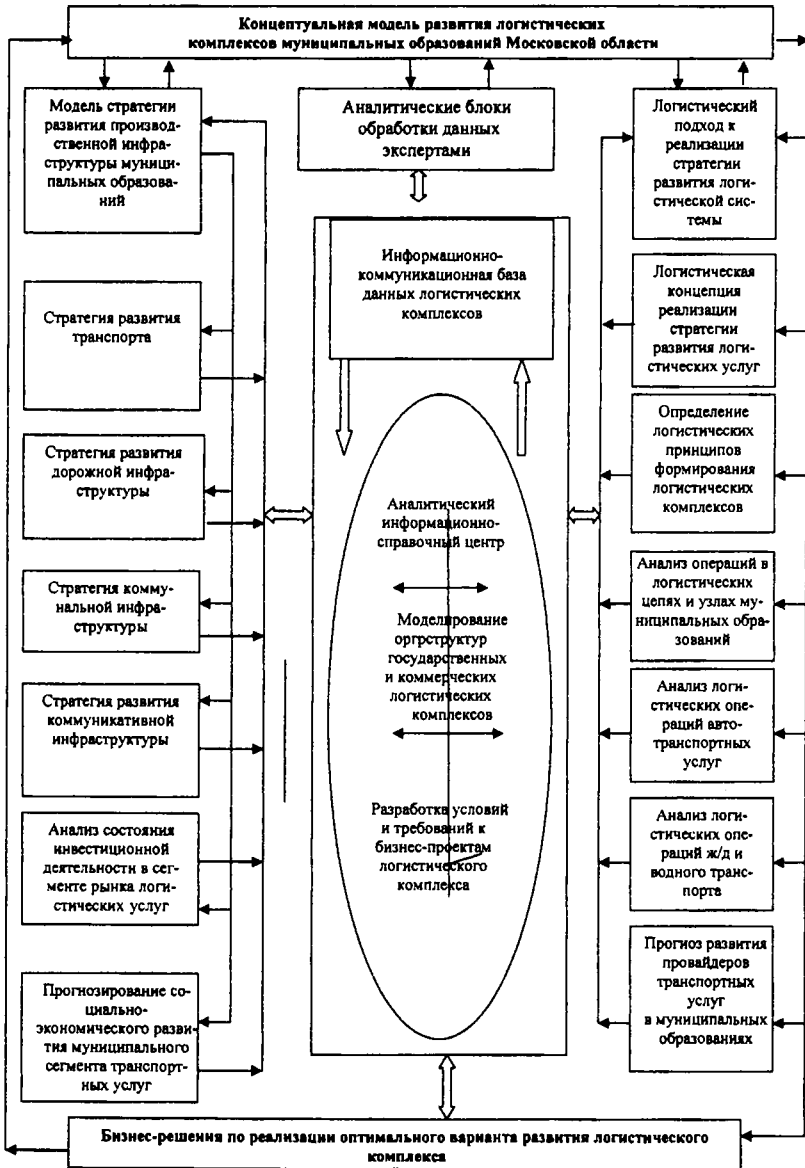 Концептуальная модель развития логистических
комплексов муниципальных образований Московской области
Модель стратегии
развития производ-
ственной инфра-
структуры муници-
пальных образова-
ний
Стратегия развития
транспорта
Стратегия развития
дорожной инфра-
структуры
Стратегия комму-
нальной инфра-
структуры
Стратегия развития
коммуникативной
инфраструктуры
Анализ состояния
инвестиционной
деятельности в сег-
менте рынка логи-
стических услуг
Прогнозирование со-
циально-
экономического разви-
тия муниципального
сегмента транспорт-
ных услуг
Аналитические блоки
обработки данных
экспертами
Информационно-
коммуникационная база
данных логистических
комплексов
Аналитический
информационно-
справочный центр
Моделирование
оргструктур
государственных
и коммерческих
логистических
комплексов
Разработка условий
и требований к
бизнес-проектам
логистического
комплекса
Логистический
подход к
реализации
стратегии
развития логи-
стической сис-
темы
Логистическая
концепция
реализации
стратегии
развития логи-
стических услуг
Определение
логистических
принципов
формирования
логистических
комплексов
Анализ операций в
логистических
цепях и узлах му-
ниципальных обра-
зований
Анализ логи-
стических опе-
раций авто-
транспортных
услуг
Анализ логи-
стических опе-
раций ж/д и
водного транс-
порта
Прогноз развития
провайдеров
транспортных
услуг
в муниципальных
образованиях
Бизнес-решения по реализации оптимального варианта развития логистического
комплекса